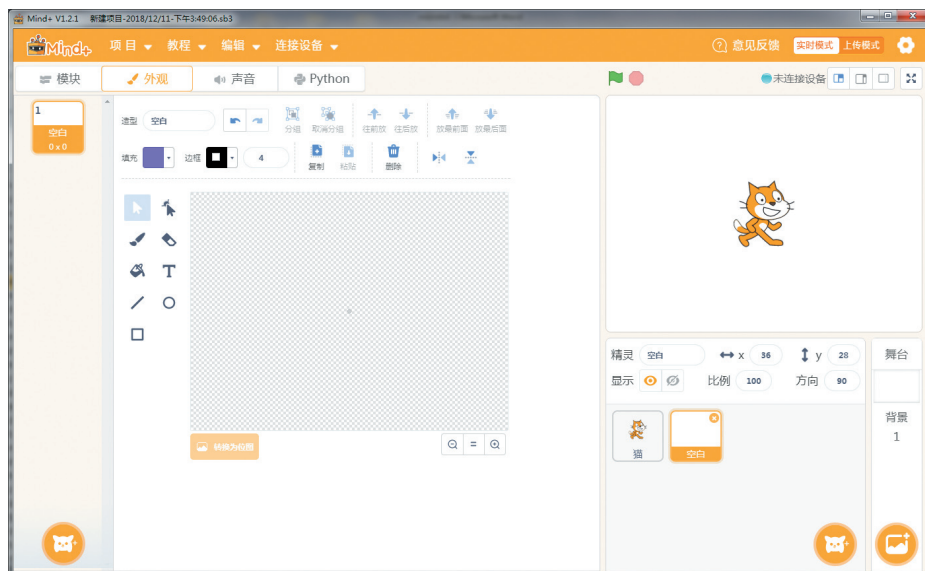 Mind+ V1.2.1 新建项目-2018/12/11-下午3:49:06.sb3
Mind+ 项目 教程 编辑 连接设备 意见反馈 实时模式 上传模式
模块 外观 声音 Python 未连接设备
1
空白
0 x 0
造型 空白 分组 取消分组 往前放 往后放 放最前面 放最后面
填充 边框 4 复制 粘贴 删除
T
转换为位图
精灵 空白 x 36 y 28
显示 比例 100 方向 90
猫 空白
舞台
背景
1